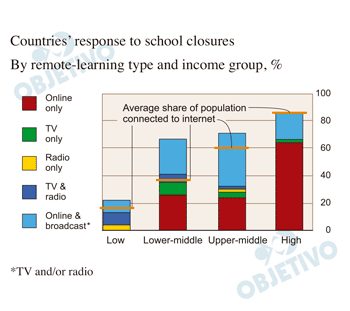 Countries' response to school closures
By remote-learning type and income group, %
Online
only
TV
only
Radio
only
TV &
radio
Online &
broadcast*
Average share of population
connected to internet
100
80
60
40
20
0
Low Lower-middle Upper-middle High
*TV and/or radio
OBJETIVO
OBJETIVO
OBJETIVO